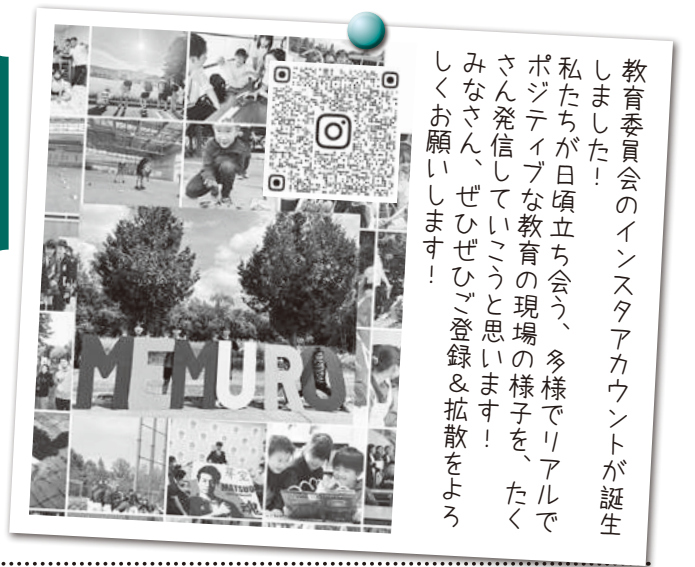 教育委員会のインスタアカウントが誕生
しました！
私たちが日頃立ち会う、多様でリアルで
ポジティブな教育の現場の様子を、たく
さん発信していこうと思います！
みなさん、ぜひぜひご登録＆拡散をよろ
しくお願いします！
MEMURO